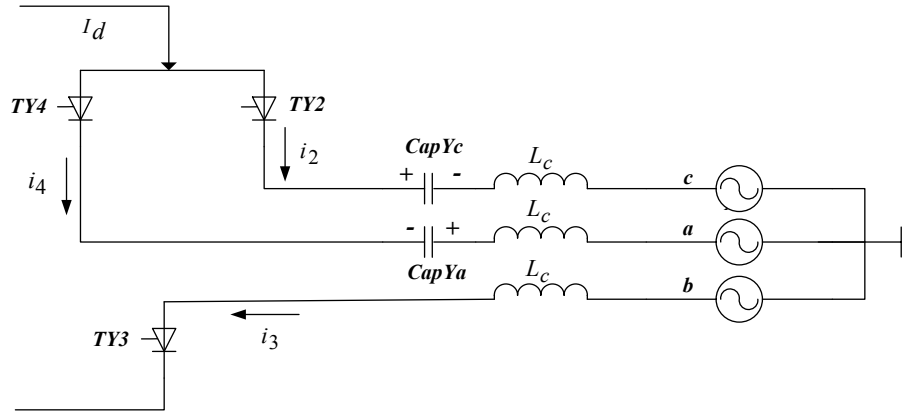 I_d
TY4
TY2
CapYc
i_2
+ -
L_c
c
i_4
- +
L_c
a
CapYa
L_c
b
TY3
i_3